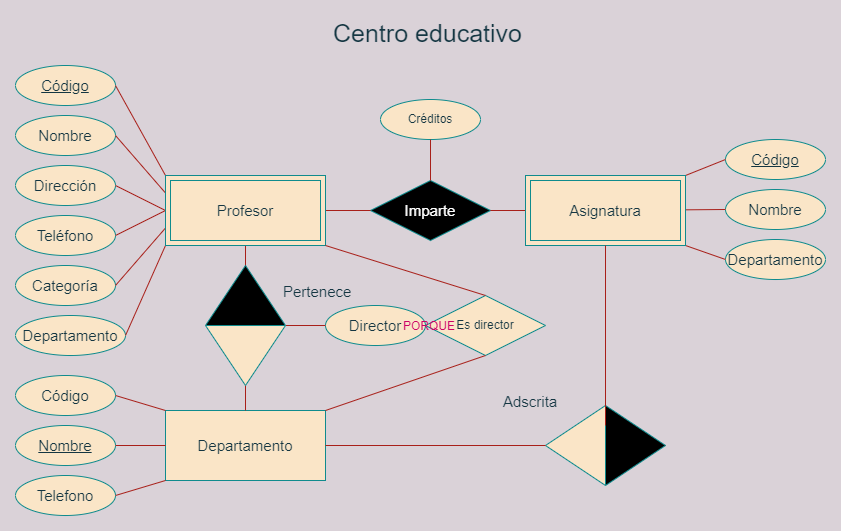 Centro educativo
Código
Nombre
Dirección
Teléfono
Categoría
Departamento
Profesor
Créditos
Imparte
Asignatura
Código
Nombre
Departamento
Pertenece
Director
PORQUE
Es director
Adscrita
Código
Nombre
Telefono
Departamento